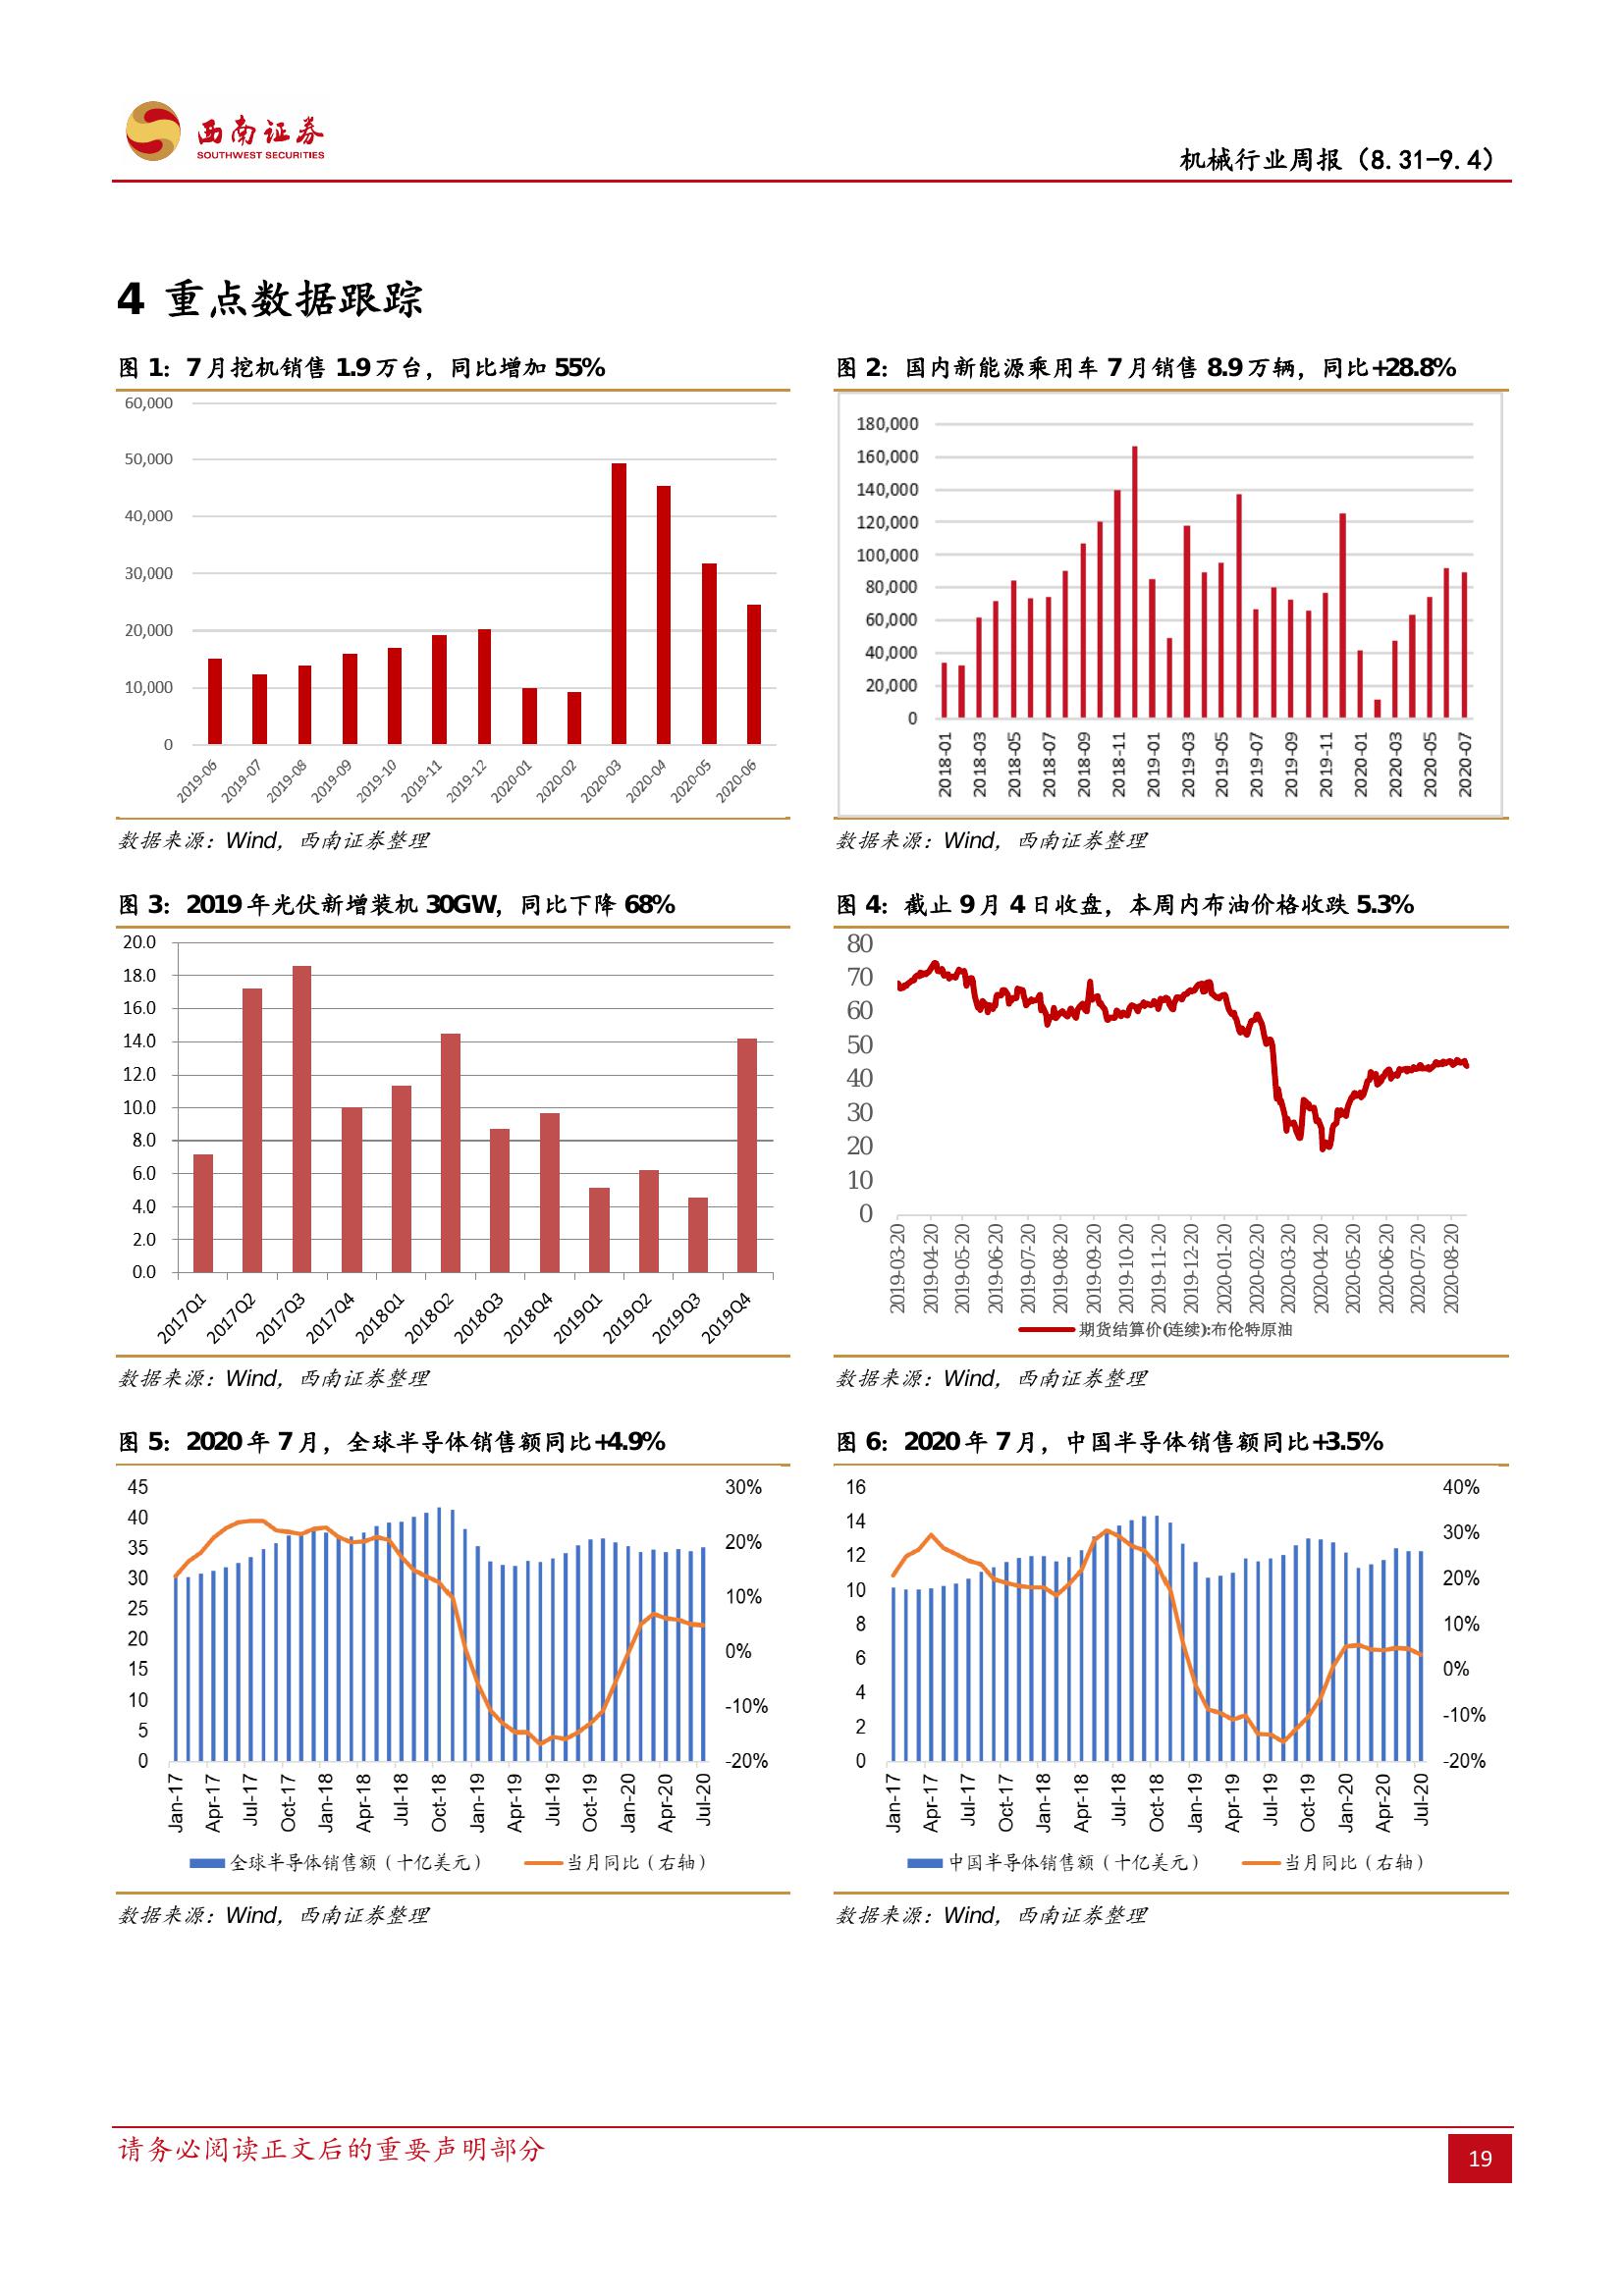 西南证券
SOUTHWEST SECURITIES
机械行业周报（8.31-9.4）
4 重点数据跟踪
图 1：7 月挖机销售 1.9 万台，同比增加 55%
60,000
50,000
40,000
30,000
20,000
10,000
0
2019-06 2019-07 2019-08 2019-09 2019-10 2019-11 2019-12 2020-01 2020-02 2020-03 2020-04 2020-05 2020-06
数据来源：Wind，西南证券整理
图 2：国内新能源乘用车 7 月销售 8.9 万辆，同比+28.8%
180,000
160,000
140,000
120,000
100,000
80,000
60,000
40,000
20,000
0
2018-01 2018-03 2018-05 2018-07 2018-09 2018-11 2019-01 2019-03 2019-05 2019-07 2019-09 2019-11 2020-01 2020-03 2020-05 2020-07
数据来源：Wind，西南证券整理
图 3：2019 年光伏新增装机 30GW，同比下降 68%
20.0
18.0
16.0
14.0
12.0
10.0
8.0
6.0
4.0
2.0
0.0
2017Q1 2017Q2 2017Q3 2017Q4 2018Q1 2018Q2 2018Q3 2018Q4 2019Q1 2019Q2 2019Q3 2019Q4
数据来源：Wind，西南证券整理
图 4：截止 9 月 4 日收盘，本周内布油价格收跌 5.3%
80
70
60
50
40
30
20
10
0
2019-03-20 2019-04-20 2019-05-20 2019-06-20 2019-07-20 2019-08-20 2019-09-20 2019-10-20 2019-11-20 2019-12-20 2020-01-20 2020-02-20 2020-03-20 2020-04-20 2020-05-20 2020-06-20 2020-07-20 2020-08-20
期货结算价(连续):布伦特原油
数据来源：Wind，西南证券整理
图 5：2020 年 7 月，全球半导体销售额同比+4.9%
45
40
35
30
25
20
15
10
5
0
30%
20%
10%
0%
-10%
-20%
Jan-17 Apr-17 Jul-17 Oct-17 Jan-18 Apr-18 Jul-18 Oct-18 Jan-19 Apr-19 Jul-19 Oct-19 Jan-20 Apr-20 Jul-20
全球半导体销售额（十亿美元） 当月同比（右轴）
数据来源：Wind，西南证券整理
图 6：2020 年 7 月，中国半导体销售额同比+3.5%
16
14
12
10
8
6
4
2
0
40%
30%
20%
10%
0%
-10%
-20%
Jan-17 Apr-17 Jul-17 Oct-17 Jan-18 Apr-18 Jul-18 Oct-18 Jan-19 Apr-19 Jul-19 Oct-19 Jan-20 Apr-20 Jul-20
中国半导体销售额（十亿美元） 当月同比（右轴）
数据来源：Wind，西南证券整理
请务必阅读正文后的重要声明部分
19